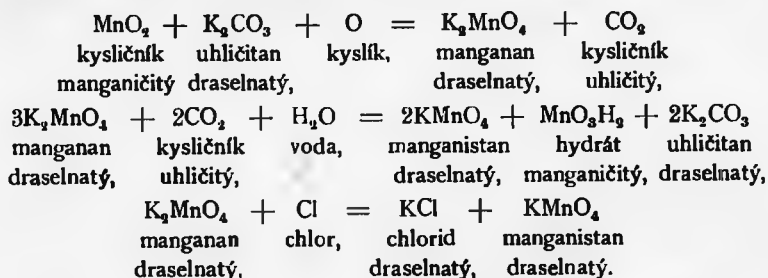 MnO₂ + K₂CO₃ + O = K₂MnO₄ + CO₂
kysličník uhličitan kyslík, manganan kysličník
manganičitý draselnatý, draselnatý, uhličitý,
3K₂MnO₄ + 2CO₂ + H₂O = 2KMnO₄ + MnO₃H₂ + 2K₂CO₃
manganan kysličník voda, manganistan hydrát uhličitan
draselnatý, uhličitý, draselnatý, manganičitý, draselnatý,
K₂MnO₄ + Cl = KCl + KMnO₄
manganan chlor, chlorid manganistan
draselnatý, draselnatý, draselnatý.